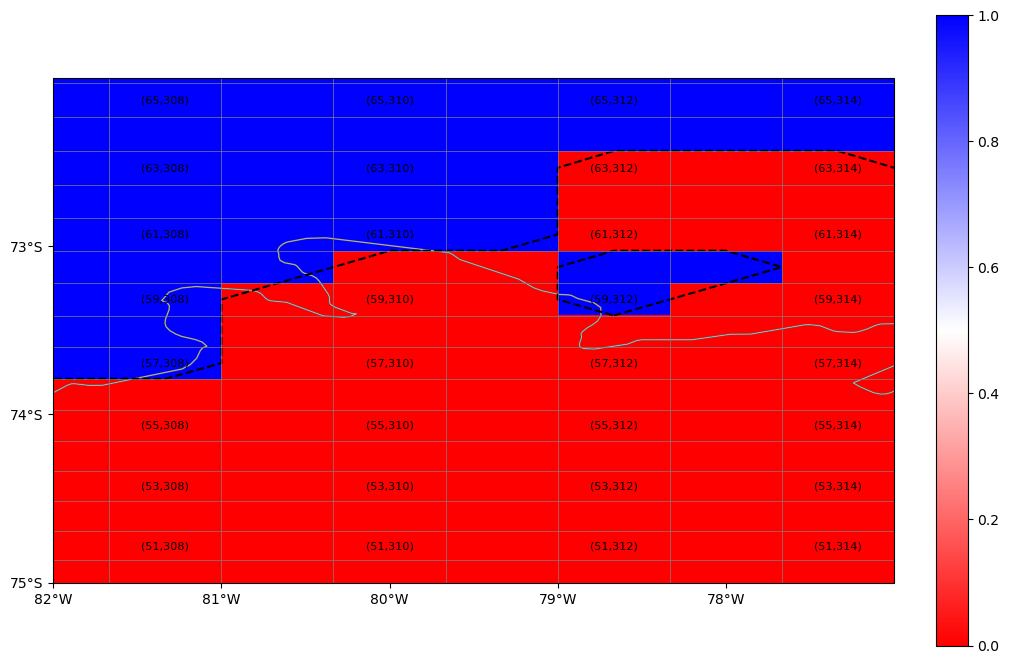 1.0
(65,308) (65,310) (65,312) (65,314)
0.8
(63,308) (63,310) (63,312) (63,314)
(61,308) (61,310) (61,312) (61,314)
73°S
0.6
(59,308) (59,310) (59,312) (59,314)
(57,308) (57,310) (57,312) (57,314)
0.4
74°S
(55,308) (55,310) (55,312) (55,314)
(53,308) (53,310) (53,312) (53,314)
0.2
(51,308) (51,310) (51,312) (51,314)
75°S
82°W 81°W 80°W 79°W 78°W
0.0